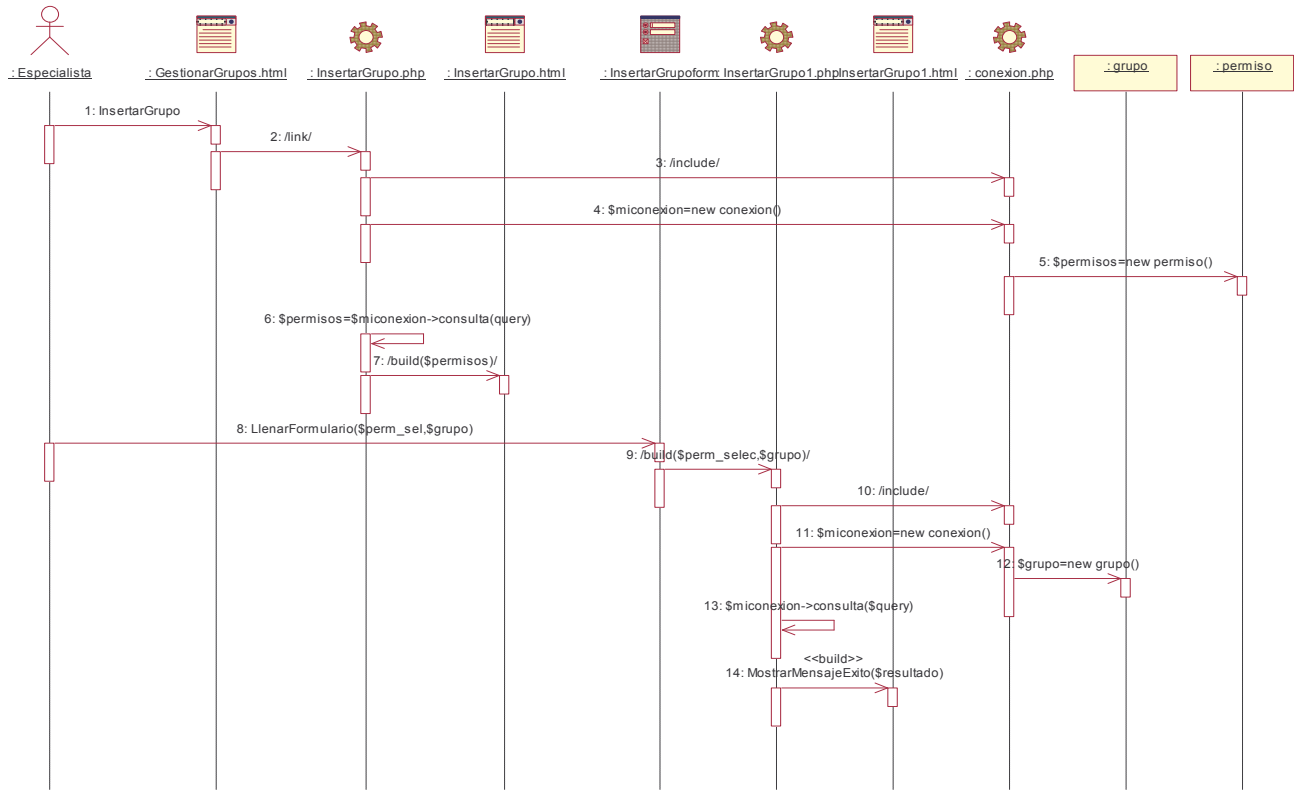 : Especialista
: GestionarGrupos.html
: InsertarGrupo.php
: InsertarGrupo.html
: InsertarGrupoform
: InsertarGrupo1.php
InsertarGrupo1.html
: conexion.php
: grupo
: permiso
1: InsertarGrupo
2: /link/
3: /include/
4: $miconexion=new conexion()
5: $permisos=new permiso()
6: $permisos=$miconexion->consulta(query)
7: /build($permisos)/
8: LlenarFormulario($perm_sel,$grupo)
9: /build($perm_selec,$grupo)/
10: /include/
11: $miconexion=new conexion()
12: $grupo=new grupo()
13: $miconexion->consulta($query)
<<build>>
14: MostrarMensajeExito($resultado)